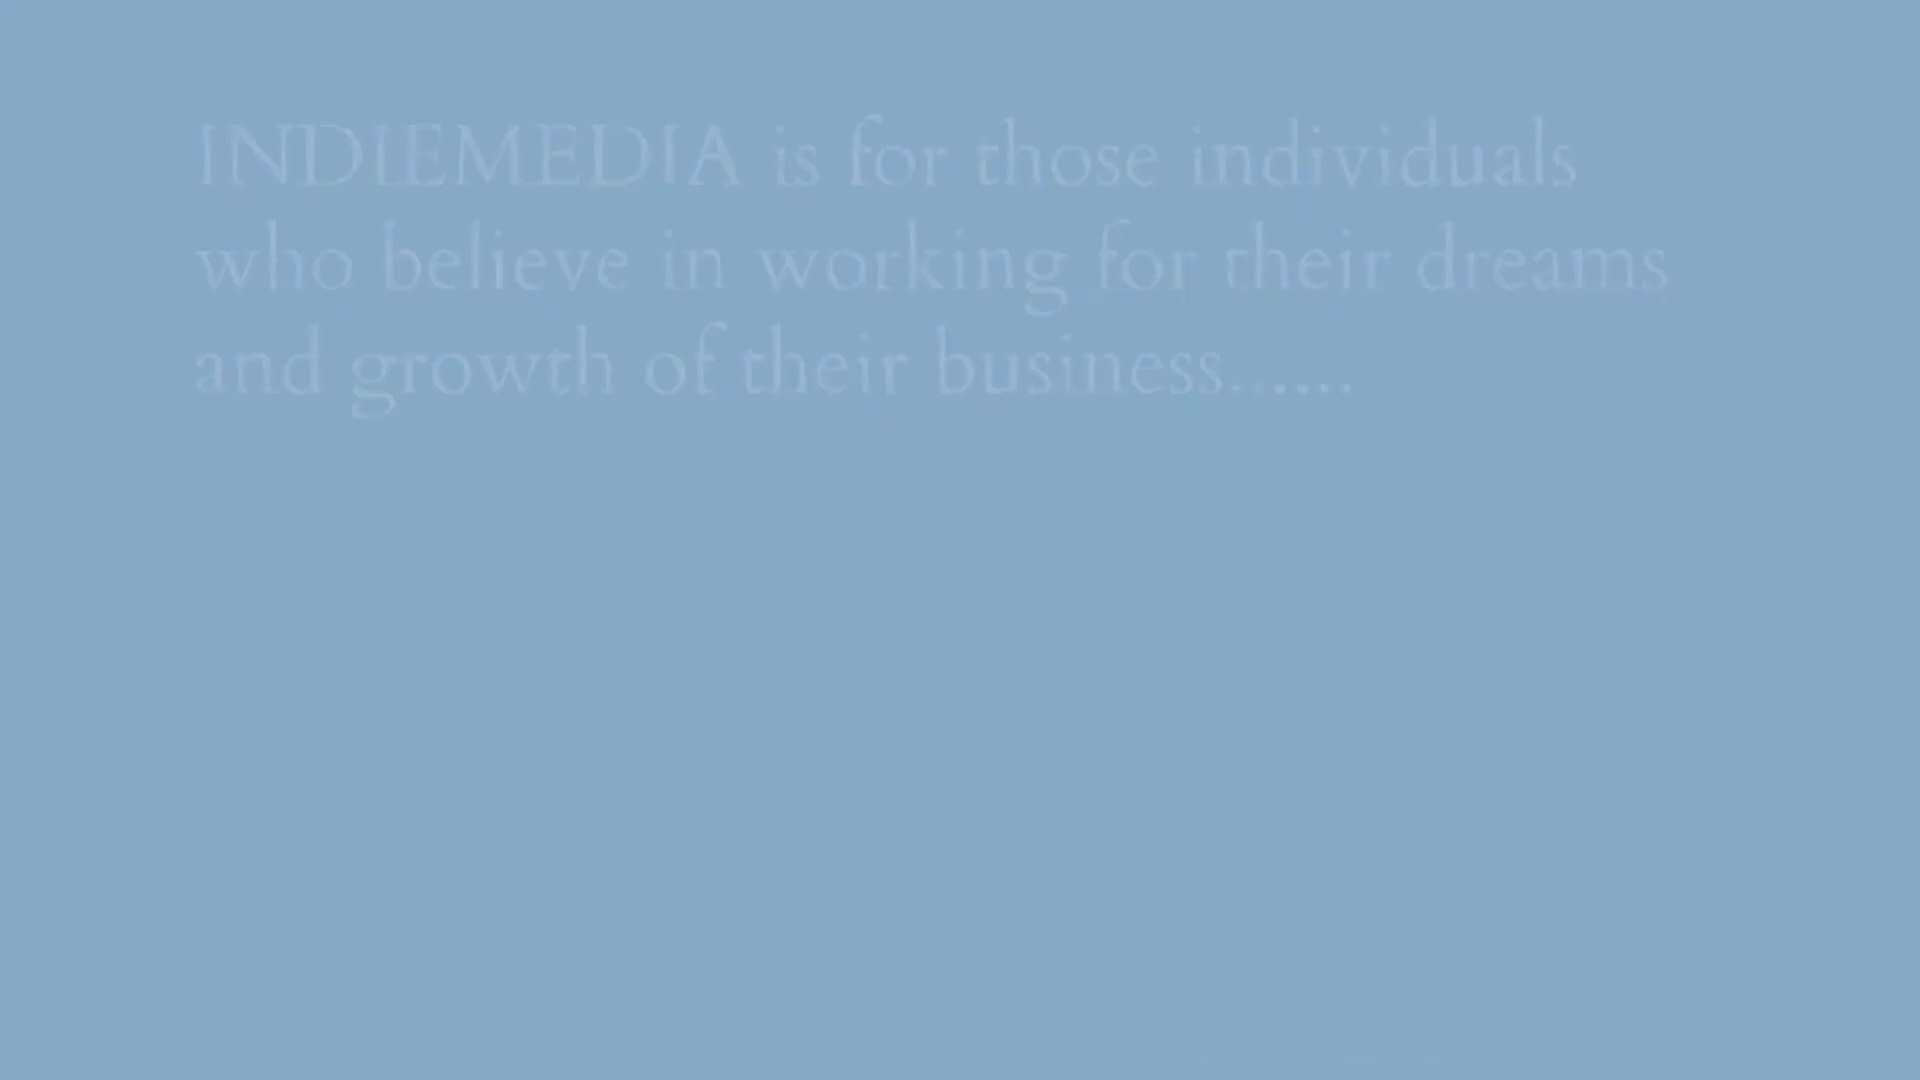 INDIEMEDIA is for those individuals
who believe in working for their dreams
and growth of their business......